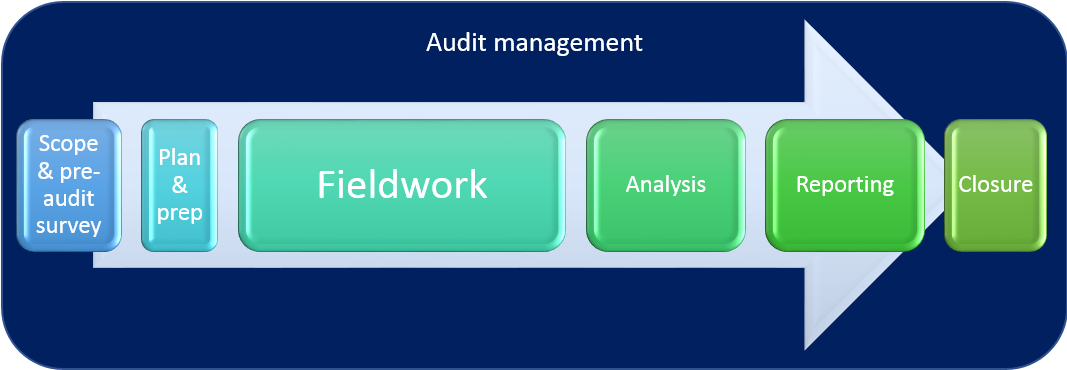 Audit management
Scope
& pre-
audit
survey
Plan
&
prep
Fieldwork
Analysis
Reporting
Closure